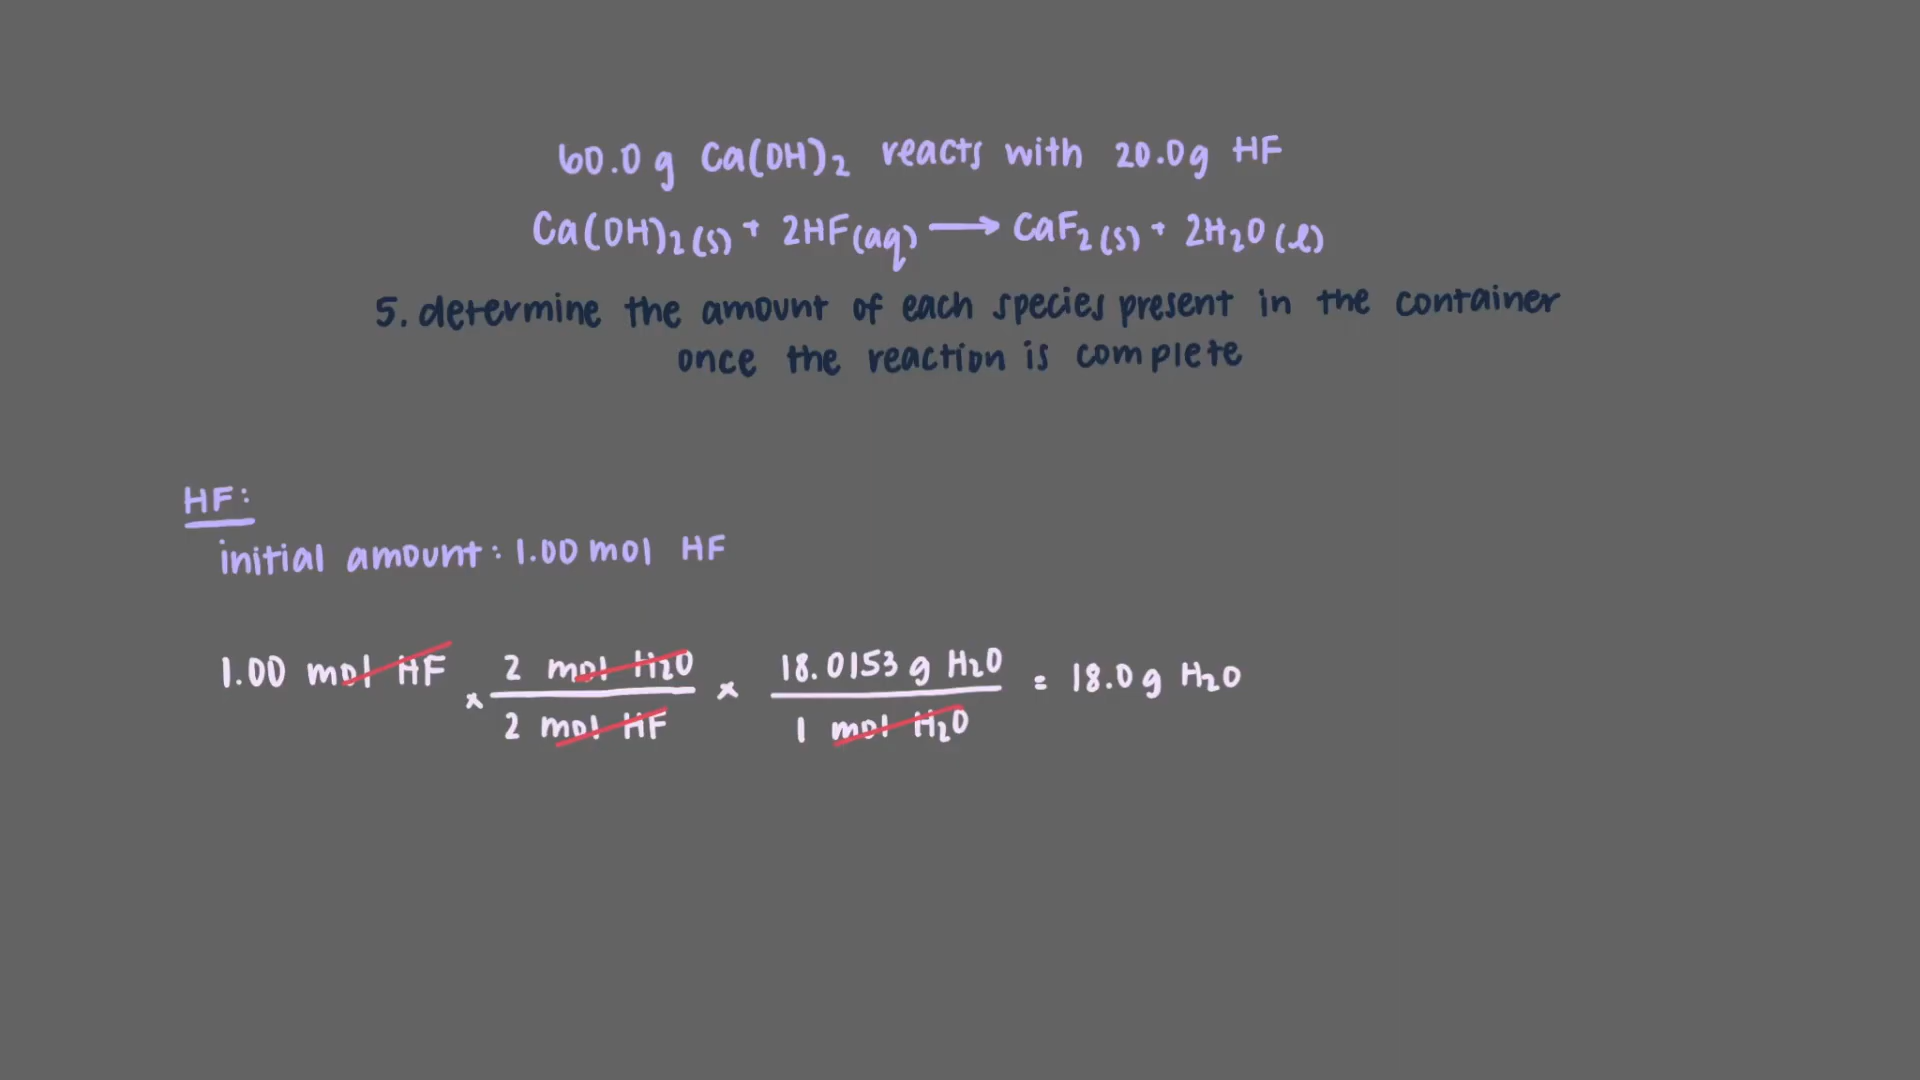 60.0 g Ca(OH)₂ reacts with 20.0g HF
Ca(OH)₂(s) + 2HF(aq) ⟶ CaF₂(s) + 2H₂O(l)
5. determine the amount of each species present in the container
once the reaction is complete
HF:
initial amount: 1.00 mol HF
1.00 mol HF × 2 mol H₂O / 2 mol HF × 18.0153 g H₂O / 1 mol H₂O = 18.0 g H₂O